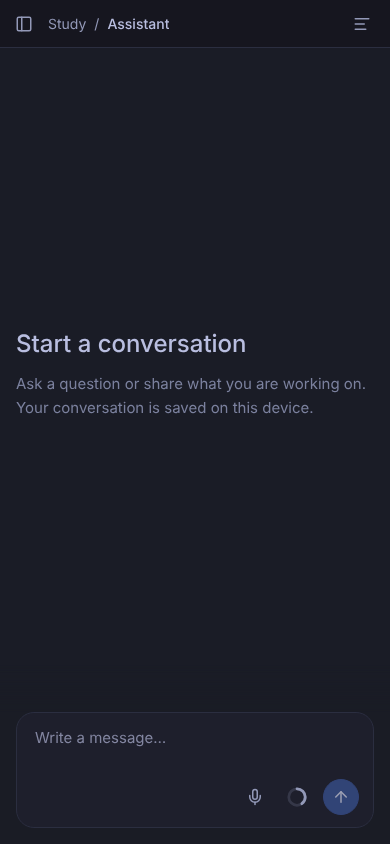 Study / Assistant
Start a conversation
Ask a question or share what you are working on.
Your conversation is saved on this device.
Write a message...